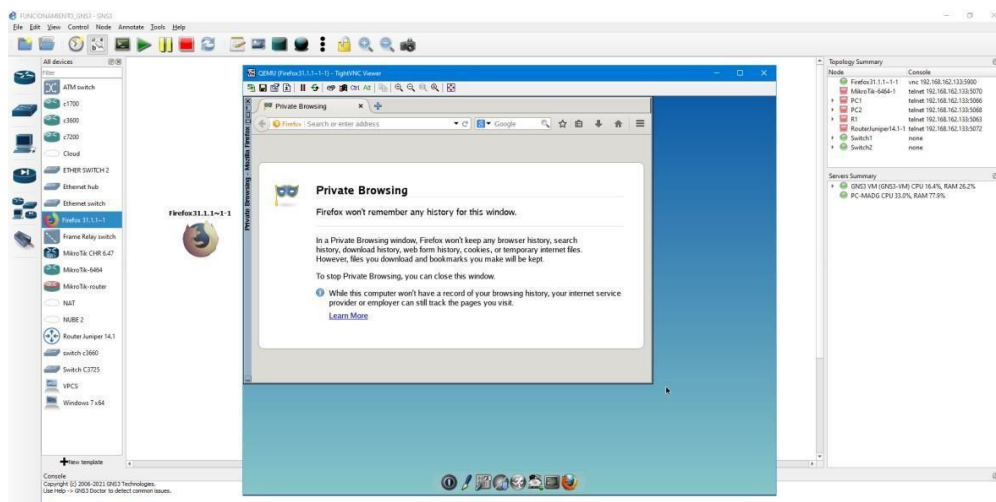 FUNCIONAMIENTO_GNS3 - GNS3
File Edit View Control Node Annotate Tools Help
All devices
Filter
ATM switch
c1700
c3600
c7200
Cloud
ETHER SWITCH 2
Ethernet hub
Ethernet switch
Firefox 31.1.1~1
Frame Relay switch
MikroTik CHR 6.47
MikroTik-6464
MikroTik-router
NAT
NUBE 2
Router Juniper 14.1
switch c3660
Switch C3725
VPCS
Windows 7 x64
New template
Firefox31.1.1~1-1
QEMU (Firefox31.1.1~1-1) - TightVNC Viewer
Ctrl Alt
Private Browsing - Mozilla Firefox
Private Browsing
Firefox Search or enter address
Google
Private Browsing
Firefox won't remember any history for this window.
In a Private Browsing window, Firefox won't keep any browser history, search
history, download history, web form history, cookies, or temporary internet files.
However, files you download and bookmarks you make will be kept.
To stop Private Browsing, you can close this window.
While this computer won't have a record of your browsing history, your internet service
provider or employer can still track the pages you visit.
Learn More
Topology Summary
Node Console
Firefox31.1.1~1-1 vnc 192.168.162.133:5900
MikroTik-6464-1 telnet 192.168.162.133:5070
PC1 telnet 192.168.162.133:5066
PC2 telnet 192.168.162.133:5068
R1 telnet 192.168.162.133:5063
RouterJuniper14.1-1 telnet 192.168.162.133:5072
Switch1 none
Switch2 none
Servers Summary
GNS3 VM (GNS3-VM) CPU 16.4%, RAM 26.2%
PC-MADG CPU 33.0%, RAM 77.9%
Console
Copyright (c) 2006-2021 GNS3 Technologies.
Use Help -> GNS3 Doctor to detect common issues.